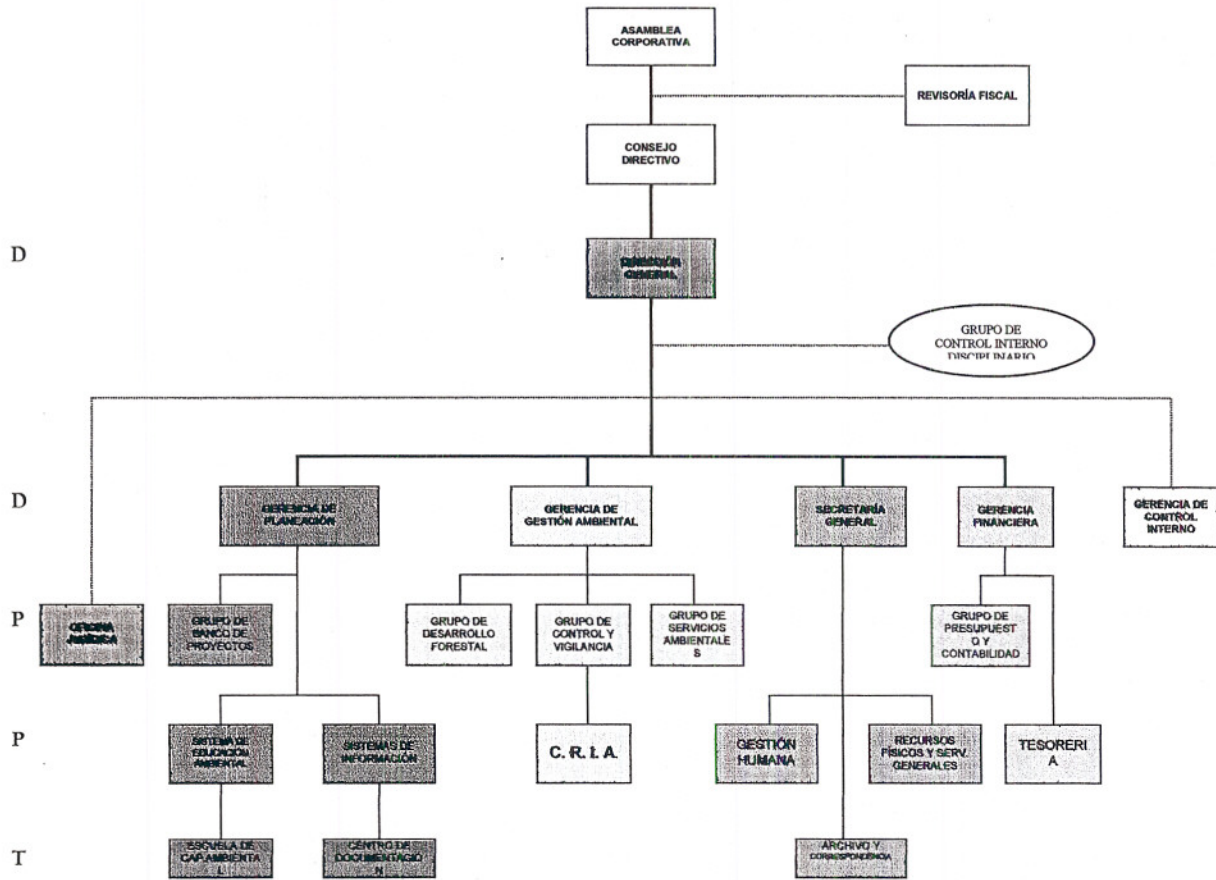 ASAMBLEA
CORPORATIVA
REVISORÍA FISCAL
CONSEJO
DIRECTIVO
D
DIRECCIÓN
GENERAL
GRUPO DE
CONTROL INTERNO
DISCIPLINARIO
D
GERENCIA DE
PLANEACIÓN
GERENCIA DE
GESTIÓN AMBIENTAL
SECRETARÍA
GENERAL
GERENCIA
FINANCIERA
GERENCIA DE
CONTROL
INTERNO
P
OFICINA
JURÍDICA
GRUPO DE
BANCO DE
PROYECTOS
GRUPO DE
DESARROLLO
FORESTAL
GRUPO DE
CONTROL Y
VIGILANCIA
GRUPO DE
SERVICIOS
AMBIENTALE
S
GRUPO DE
PRESUPUEST
O Y
CONTABILIDAD
P
SISTEMA DE
EDUCACIÓN
AMBIENTAL
SISTEMAS DE
INFORMACIÓN
C. R. I. A.
GESTIÓN
HUMANA
RECURSOS
FÍSICOS Y SERV.
GENERALES
TESORERI
A
T
ESCUELA DE
CAP.AMBIENTA
L
CENTRO DE
DOCUMENTACIÓ
N
ARCHIVO Y
CORRESPONDENCIA